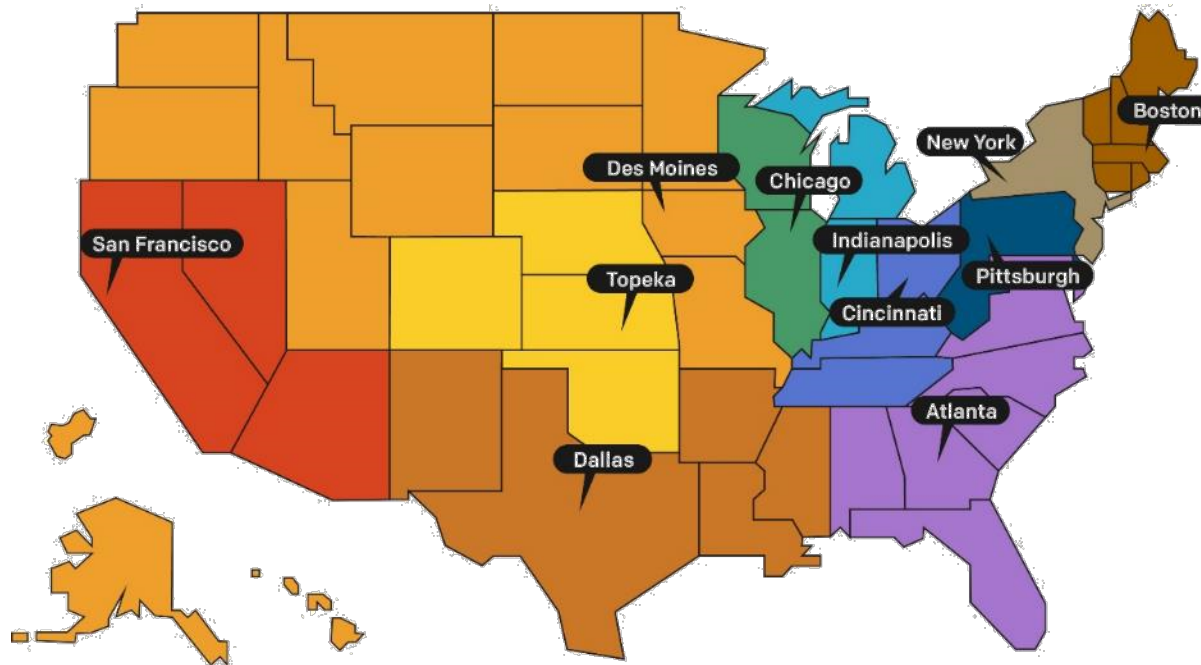 Boston
New York
Des Moines
Chicago
San Francisco
Indianapolis
Topeka
Pittsburgh
Cincinnati
Atlanta
Dallas